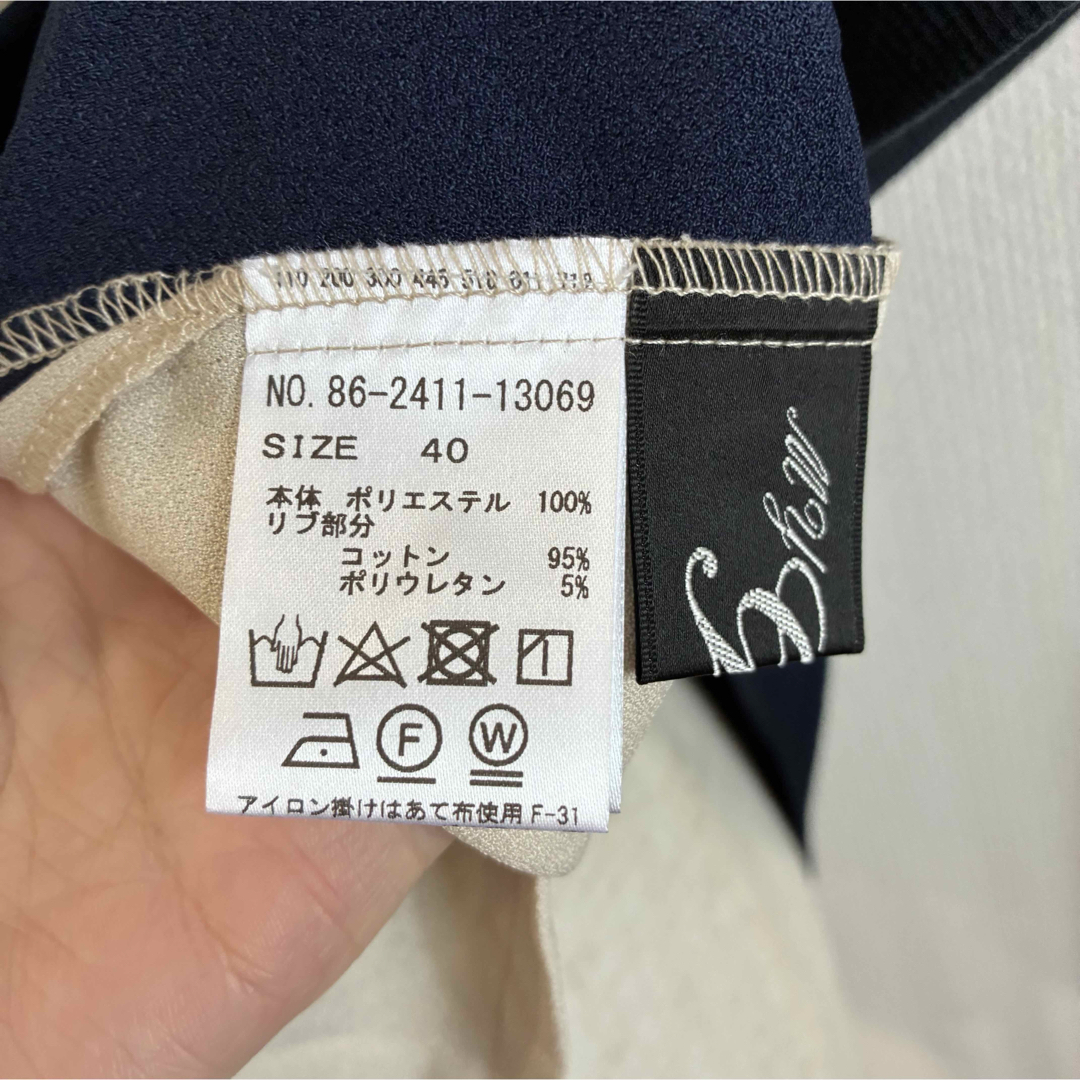 NO. 86-2411-13069
SIZE 40
本体 ポリエステル 100%
リブ部分
コットン 95%
ポリウレタン 5%
1
F
W
アイロン掛けはあて布使用 F-31